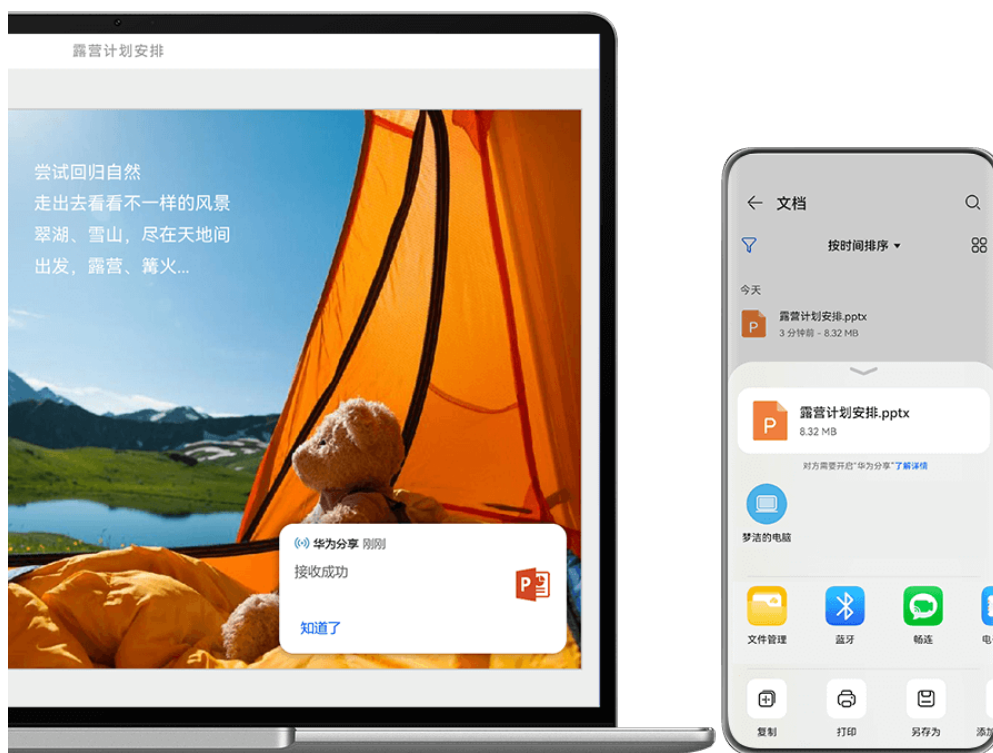 露营计划安排
尝试回归自然
走出去看看不一样的风景
翠湖、雪山，尽在天地间
出发，露营、篝火...
华为分享 刚刚
接收成功
知道了
文档
按时间排序
今天
露营计划安排.pptx
3 分钟前 - 8.32 MB
露营计划安排.pptx
8.32 MB
对方需要开启“华为分享”了解详情
梦洁的电脑
文件管理 蓝牙 畅连 电
复制 打印 另存为 添加